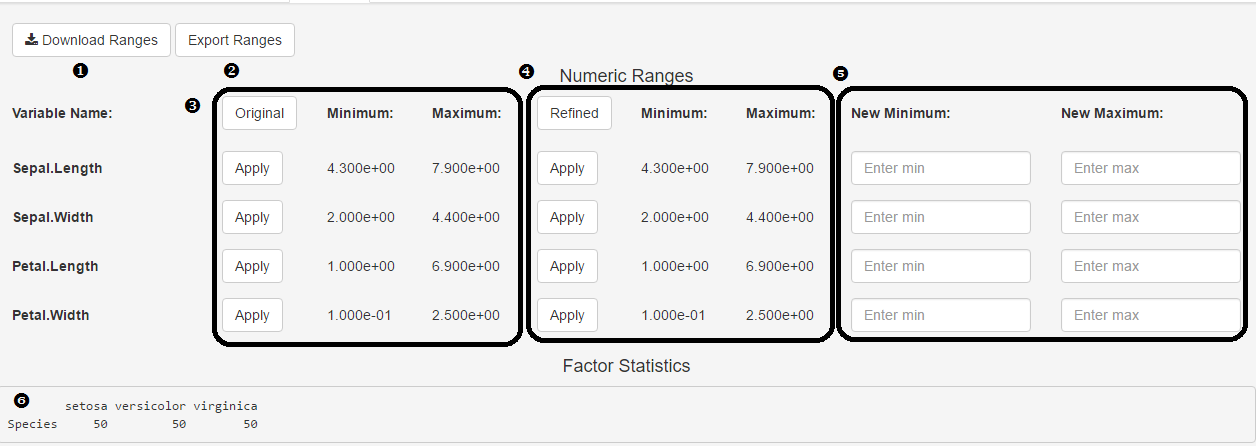 Download Ranges Export Ranges
❶ ❷ ❹ Numeric Ranges ❺
Variable Name: ❸ Original Minimum: Maximum: Refined Minimum: Maximum: New Minimum: New Maximum:
Sepal.Length Apply 4.300e+00 7.900e+00 Apply 4.300e+00 7.900e+00 Enter min Enter max
Sepal.Width Apply 2.000e+00 4.400e+00 Apply 2.000e+00 4.400e+00 Enter min Enter max
Petal.Length Apply 1.000e+00 6.900e+00 Apply 1.000e+00 6.900e+00 Enter min Enter max
Petal.Width Apply 1.000e-01 2.500e+00 Apply 1.000e-01 2.500e+00 Enter min Enter max
Factor Statistics
❻ setosa versicolor virginica
Species 50 50 50